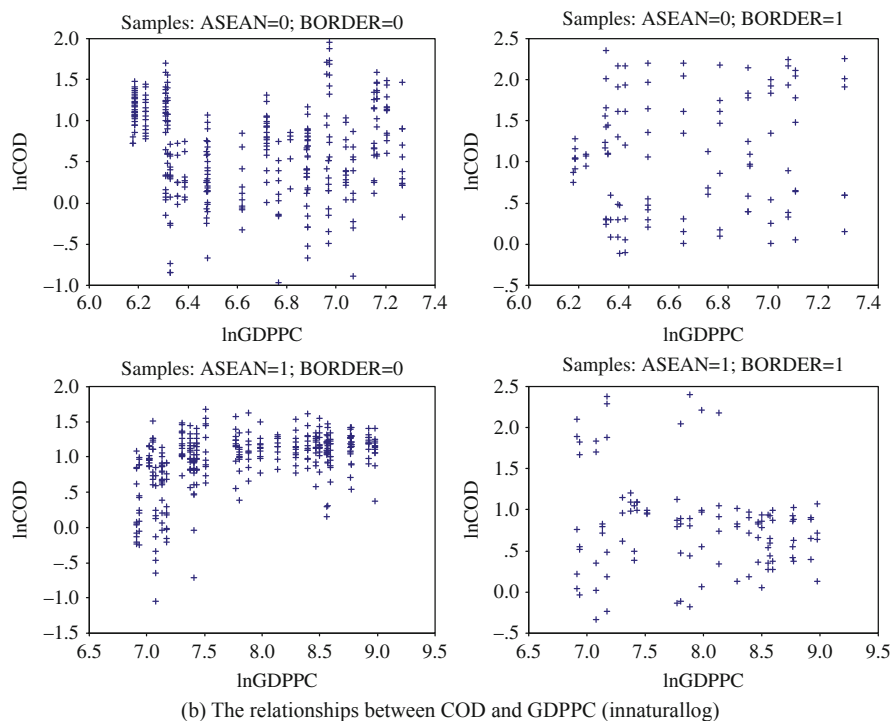 Samples: ASEAN=0; BORDER=0
2.0
1.5
1.0
0.5
0.0
–.5
–1.0
lnCOD
6.0 6.2 6.4 6.6 6.8 7.0 7.2 7.4
lnGDPPC
Samples: ASEAN=0; BORDER=1
2.5
2.0
1.5
1.0
0.5
0.0
–.5
lnCOD
6.0 6.2 6.4 6.6 6.8 7.0 7.2 7.4
lnGDPPC
Samples: ASEAN=1; BORDER=0
2.0
1.5
1.0
0.5
0.0
–.5
–1.0
–1.5
lnCOD
6.5 7.0 7.5 8.0 8.5 9.0 9.5
lnGDPPC
Samples: ASEAN=1; BORDER=1
2.5
2.0
1.5
1.0
0.5
0.0
–.5
lnCOD
6.5 7.0 7.5 8.0 8.5 9.0 9.5
lnGDPPC
(b) The relationships between COD and GDPPC (innaturallog)